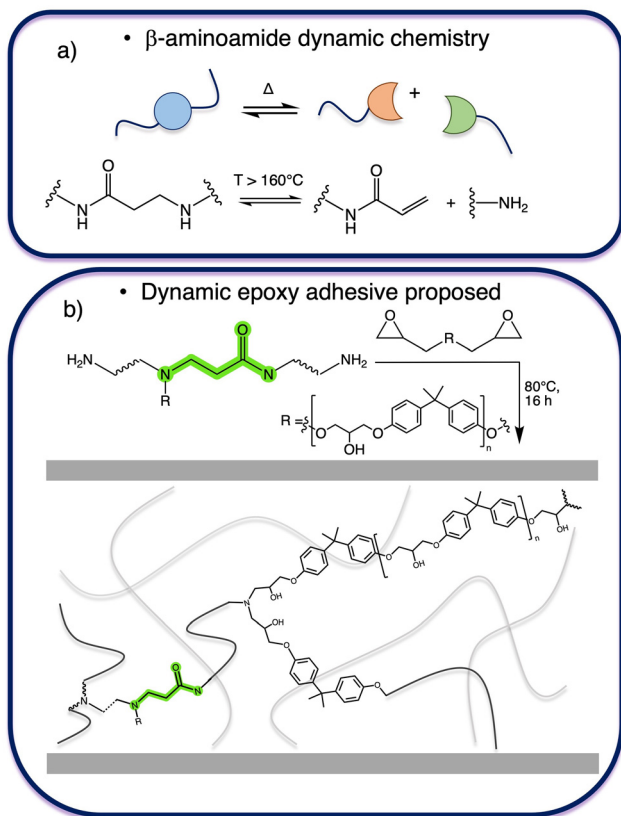 • β-aminoamide dynamic chemistry
a)
Δ
+
O
T > 160°C
O
N
H
N
H
N
H
+
NH2
• Dynamic epoxy adhesive proposed
b)
O
O
O
R
H2N
NH2
N
N
R
80°C,
16 h
R =
O
OH
O
O
n
O
O
OH
O
n
O
OH
O
OH
N
OH
O
O
O
N
N
N
R